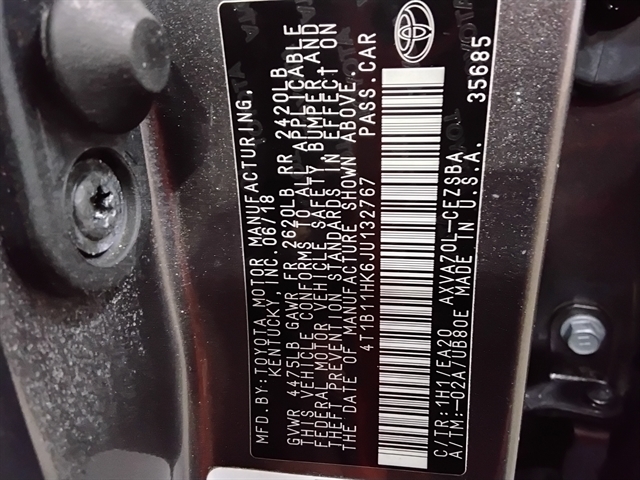 MFD. BY: TOYOTA MOTOR MANUFACTURING,
KENTUCKY, INC. 06/18
GVWR 4475LB GAWR FR 2620LB RR 2420LB
THIS VEHICLE CONFORMS TO ALL APPLICABLE
FEDERAL MOTOR VEHICLE SAFETY, BUMPER, AND
THEFT PREVENTION STANDARDS IN EFFECT ON
THE DATE OF MANUFACTURE SHOWN ABOVE.
4T1B11HK6JU132767 PASS. CAR
C/TR: 1H1/EA20 AXVA70L-CEZSBA
A/TM: -02A/UB80E MADE IN U.S.A.
35685